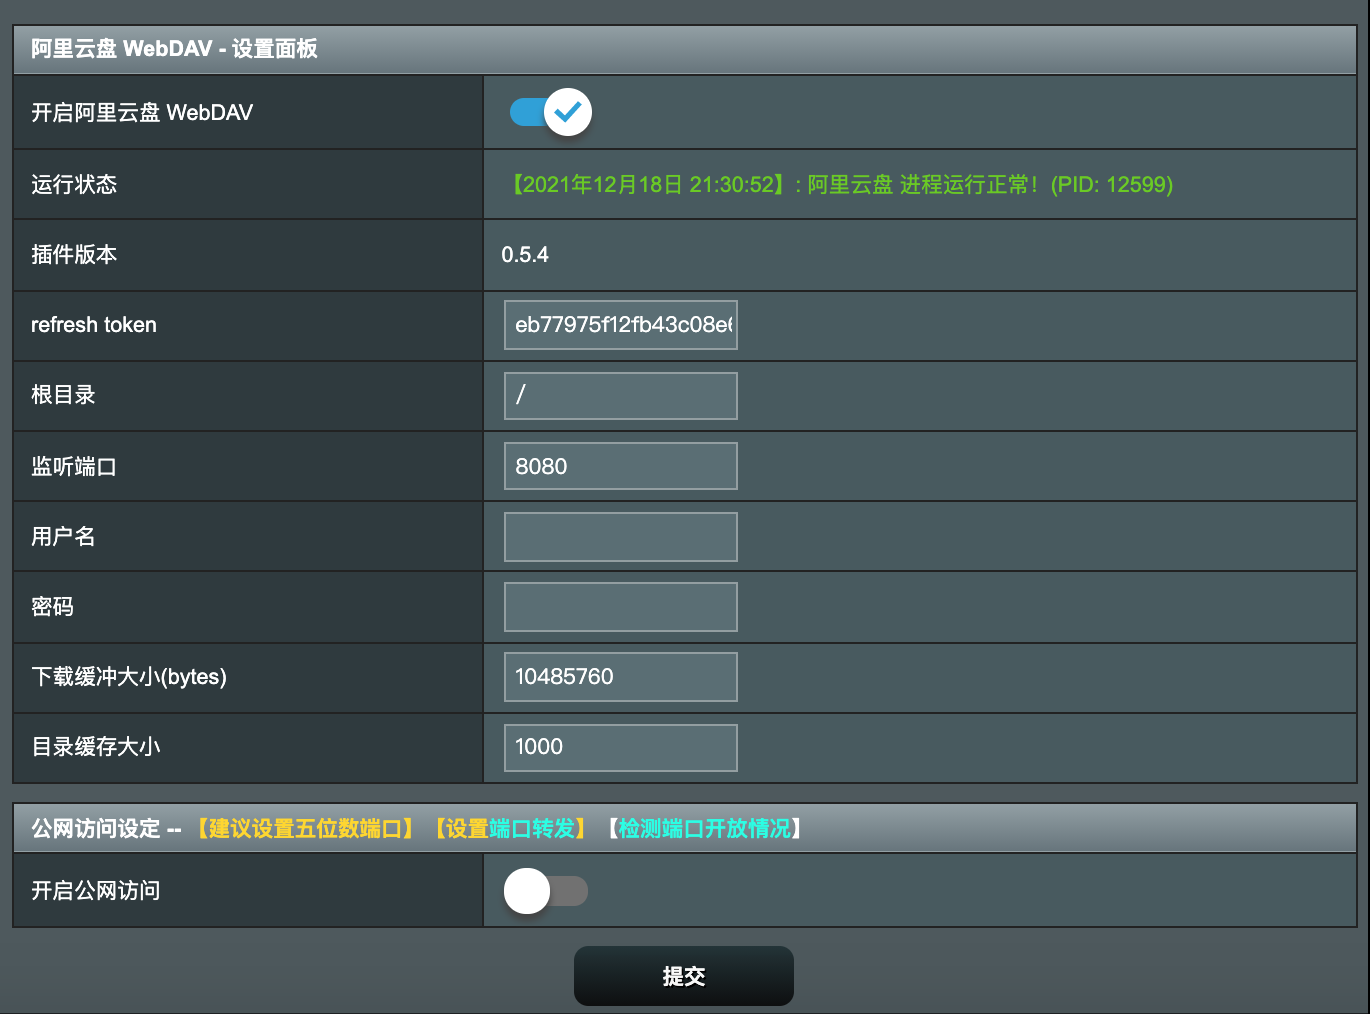 阿里云盘 WebDAV - 设置面板
开启阿里云盘 WebDAV
运行状态
【2021年12月18日 21:30:52】: 阿里云盘 进程运行正常！(PID: 12599)
插件版本
0.5.4
refresh token
eb77975f12fb43c08e
根目录
/
监听端口
8080
用户名
密码
下载缓冲大小(bytes)
10485760
目录缓存大小
1000
公网访问设定 -- 【建议设置五位数端口】 【设置端口转发】 【检测端口开放情况】
开启公网访问
提交